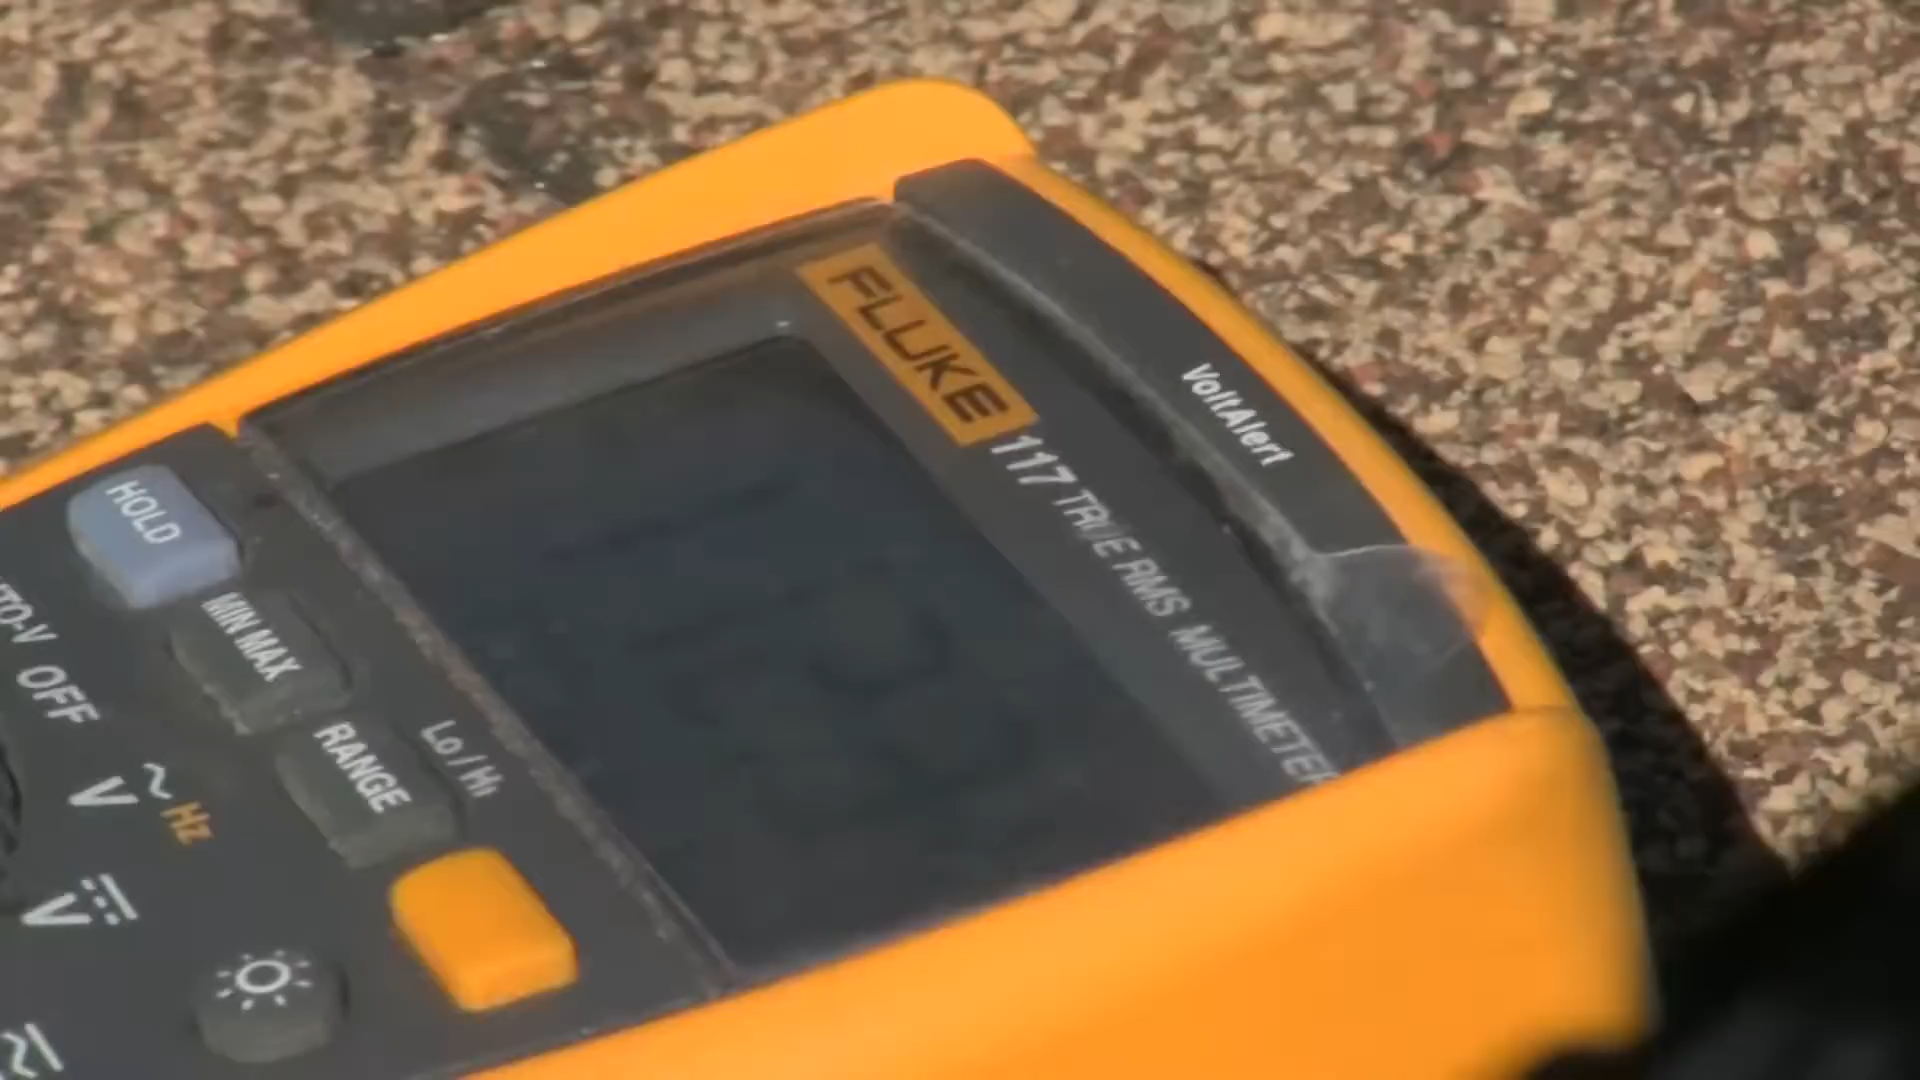 FLUKE
117 TRUE RMS MULTIMETER
VoltAlert
HOLD
MIN MAX
RANGE
Lo / Hi
OFF
V
Hz
V